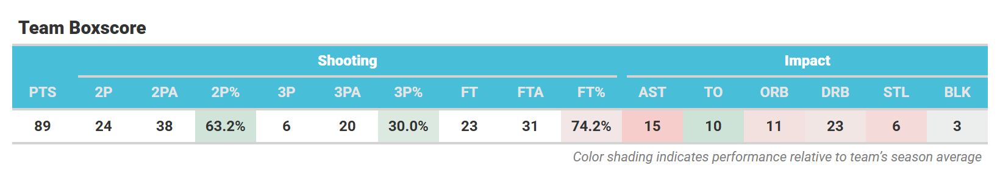 Team Boxscore
Shooting Impact
PTS 2P 2PA 2P% 3P 3PA 3P% FT FTA FT% AST TO ORB DRB STL BLK
89 24 38 63.2% 6 20 30.0% 23 31 74.2% 15 10 11 23 6 3
Color shading indicates performance relative to team's season average